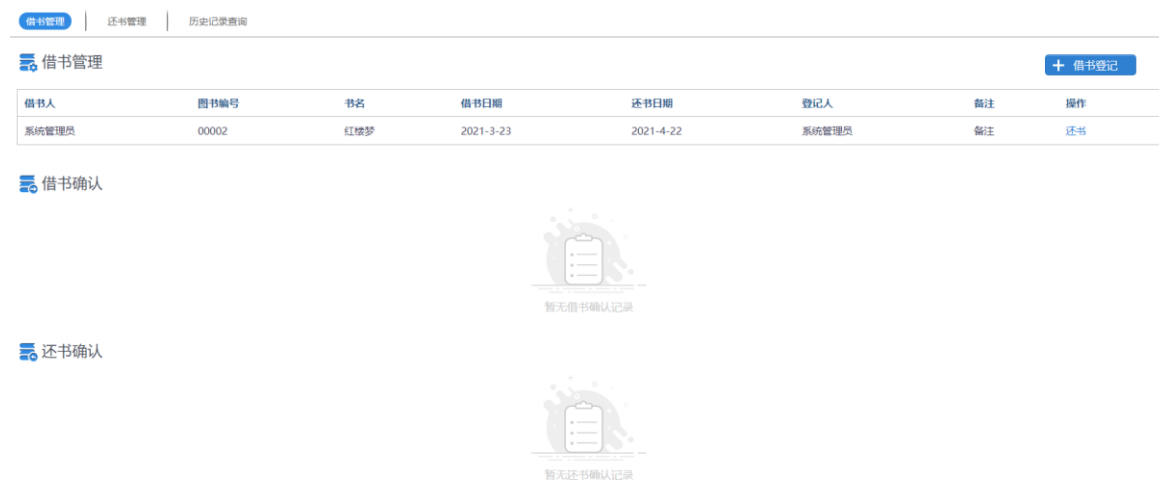 借书管理 还书管理 历史记录查询
借书管理 + 借书登记
借书人 图书编号 书名 借书日期 还书日期 登记人 备注 操作
系统管理员 00002 红楼梦 2021-3-23 2021-4-22 系统管理员 备注 还书
借书确认
暂无借书确认记录
还书确认
暂无还书确认记录